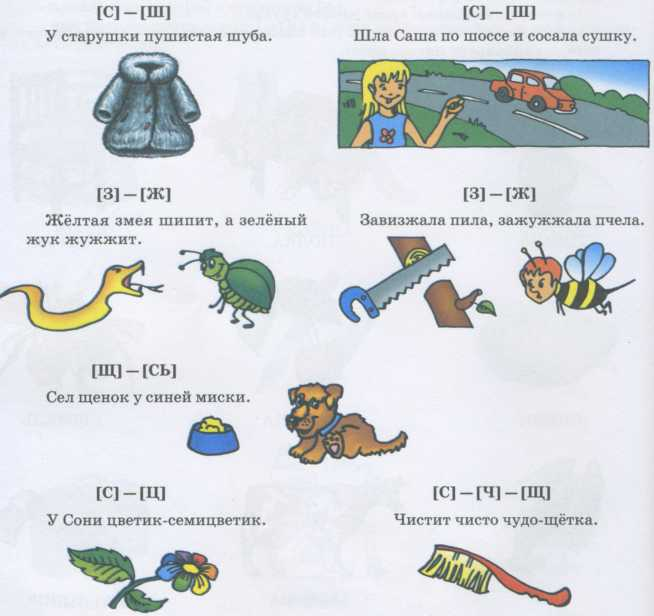 [С] – [Ш]
У старушки пушистая шуба.
[С] – [Ш]
Шла Саша по шоссе и сосала сушку.
[З] – [Ж]
Жёлтая змея шипит, а зелёный
жук жужжит.
[З] – [Ж]
Завизжала пила, зажужжала пчела.
[Щ] – [СЬ]
Сел щенок у синей миски.
[С] – [Ц]
У Сони цветик-семицветик.
[С] – [Ч] – [Щ]
Чистит чисто чудо-щётка.